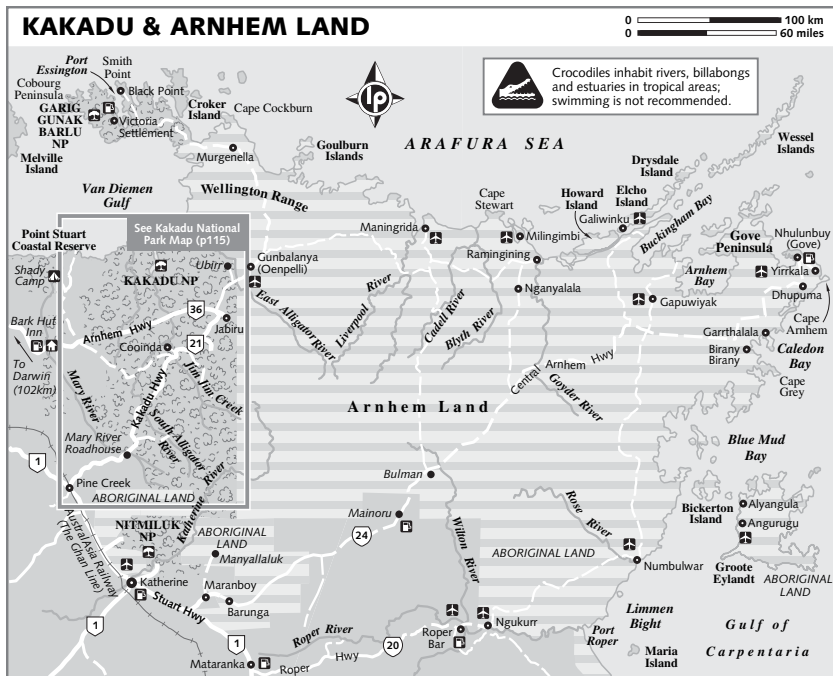 KAKADU & ARNHEM LAND
0 100 km
0 60 miles
Crocodiles inhabit rivers, billabongs
and estuaries in tropical areas;
swimming is not recommended.
lp
Port
Essington
Smith
Point
Cobourg
Peninsula
Black Point
GARIG
GUNAK
BARLU
NP
Victoria
Settlement
Croker
Island
Cape Cockburn
Melville
Island
Murgenella
Goulburn
Islands
ARAFURA SEA
Wessel
Islands
Drysdale
Island
Van Diemen
Gulf
Wellington Range
Cape
Stewart
Howard
Island
Elcho
Island
Galiwinku
Buckingham Bay
Point Stuart
Coastal Reserve
See Kakadu National
Park Map (p115)
Maningrida
Milingimbi
Ramingining
Gove
Peninsula
Nhulunbuy
(Gove)
Yirrkala
Arnhem
Bay
Dhupuma
Shady
Camp
KAKADU NP
Ubirr
Gunbalanya
(Oenpelli)
East Alligator
River
Liverpool
River
Cadell River
Blyth River
Nganyalala
Gapuwiyak
Cape
Arnhem
Bark Hut
Inn
36
Arnhem Hwy
Jabiru
21
Cooinda
Garrthalala
Birany
Birany
Caledon
Bay
Cape
Grey
To
Darwin
(102km)
Mary River
Kakadu Hwy
Jim Jim Creek
Central Arnhem Hwy
Goyder River
Arnhem Land
Mary River
Roadhouse
South Alligator
River
Blue Mud
Bay
1
Pine Creek
ABORIGINAL LAND
Katherine River
Bulman
Rose River
Bickerton
Island
Alyangula
Angurugu
Mainoru
NITMILUK
NP
ABORIGINAL
LAND
Manyallaluk
24
Wilton River
ABORIGINAL LAND
Numbulwar
Groote
Eylandt
ABORIGINAL
LAND
AustralAsia Railway
(The Ghan Line)
Katherine
Maranboy
Barunga
Stuart Hwy
1
1
Roper River
Roper
Bar
Ngukurr
Limmen
Bight
Port
Roper
Maria
Island
Gulf of
Carpentaria
Mataranka
Roper Hwy
20